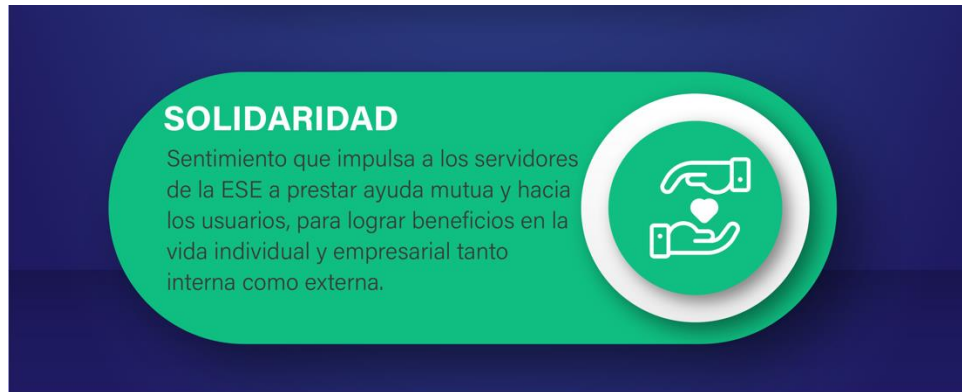 SOLIDARIDAD
Sentimiento que impulsa a los servidores
de la ESE a prestar ayuda mutua y hacia
los usuarios, para lograr beneficios en la
vida individual y empresarial tanto
interna como externa.